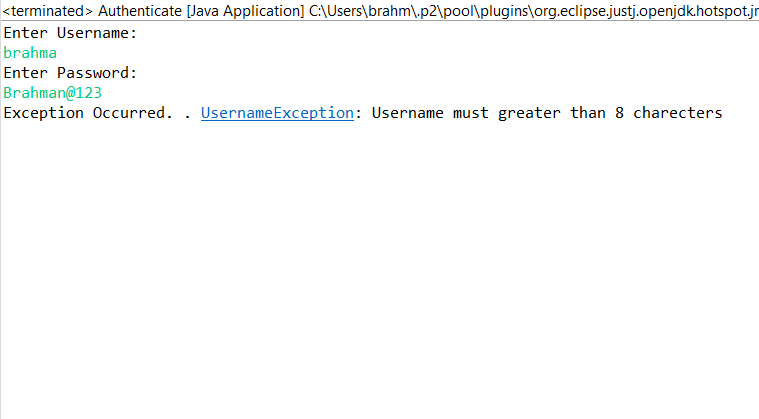 <terminated> Authenticate [Java Application] C:\Users\brahm\.p2\pool\plugins\org.eclipse.justj.openjdk.hotspot.jr
Enter Username:
brahma
Enter Password:
Brahman@123
Exception Occurred. . UsernameException: Username must greater than 8 charecters